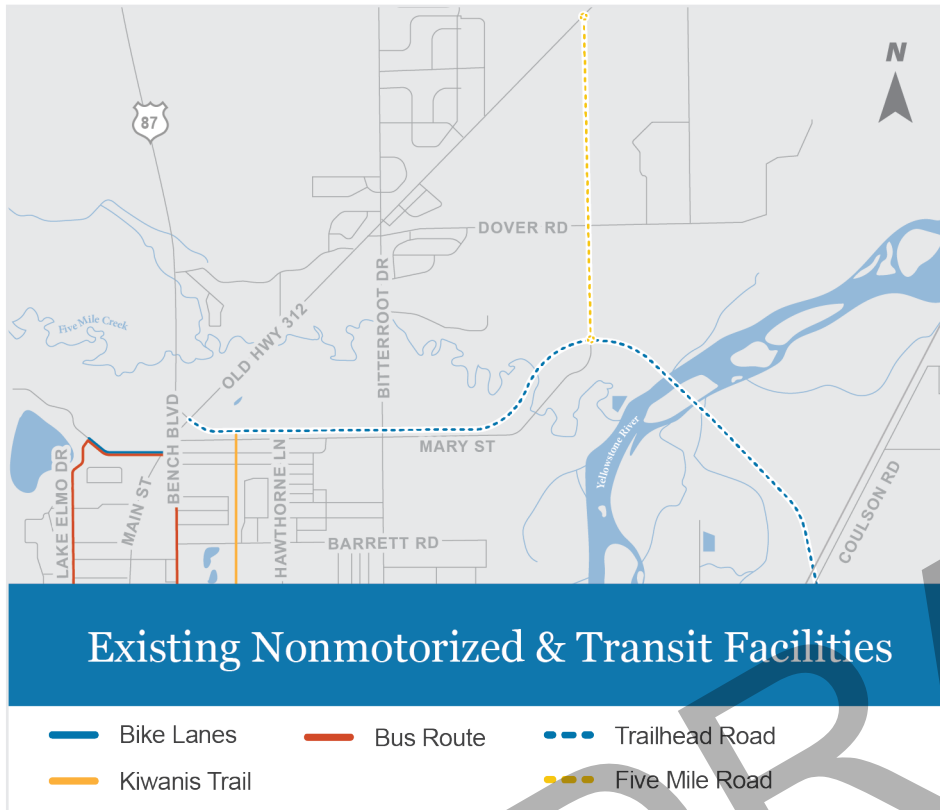 N
87
DOVER RD
OLD HWY 312
BITTERROOT DR
Five Mile Creek
BENCH BLVD
MARY ST
LAKE ELMO DR
MAIN ST
HAWTHORNE LN
Yellowstone River
BARRETT RD
COULSON RD
Existing Nonmotorized & Transit Facilities
Bike Lanes
Bus Route
Trailhead Road
Kiwanis Trail
Five Mile Road